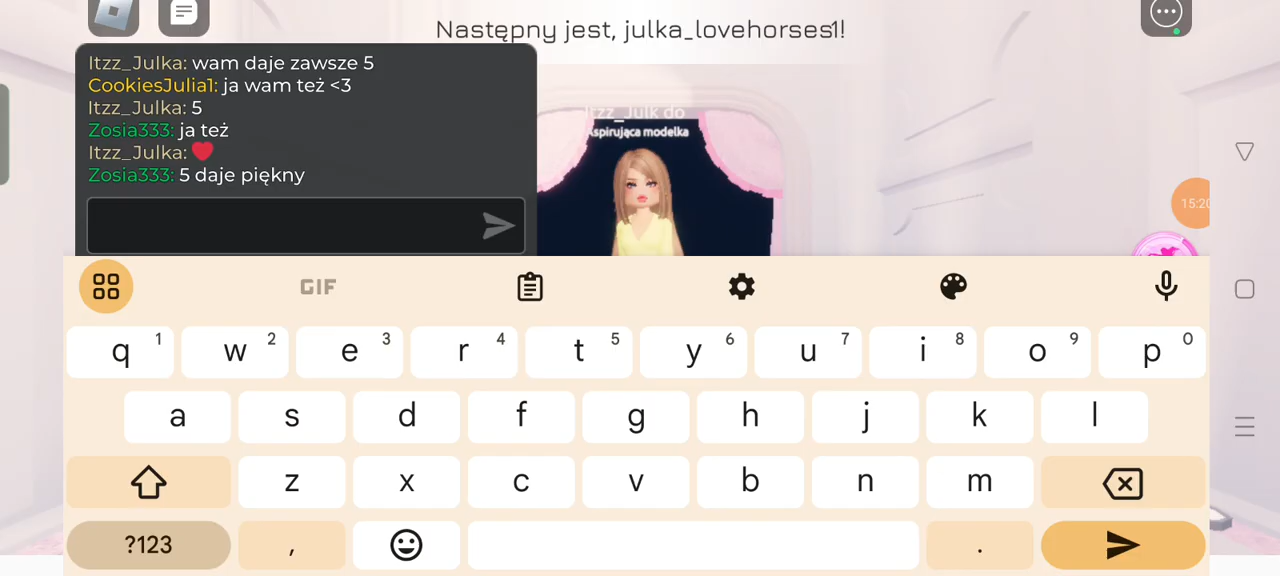 Następny jest, julka_lovehorses1!
Itzz_Julka: wam daje zawsze 5
CookiesJulia1: ja wam też <3
Itzz_Julka: 5
Zosia333: ja też
Itzz_Julka: ❤️
Zosia333: 5 daje piękny
Itzz_Julk do
Aspirująca modelka
15:20
GIF
q 1 w 2 e 3 r 4 t 5 y 6 u 7 i 8 o 9 p 0
a s d f g h j k l
z x c v b n m
?123 , .